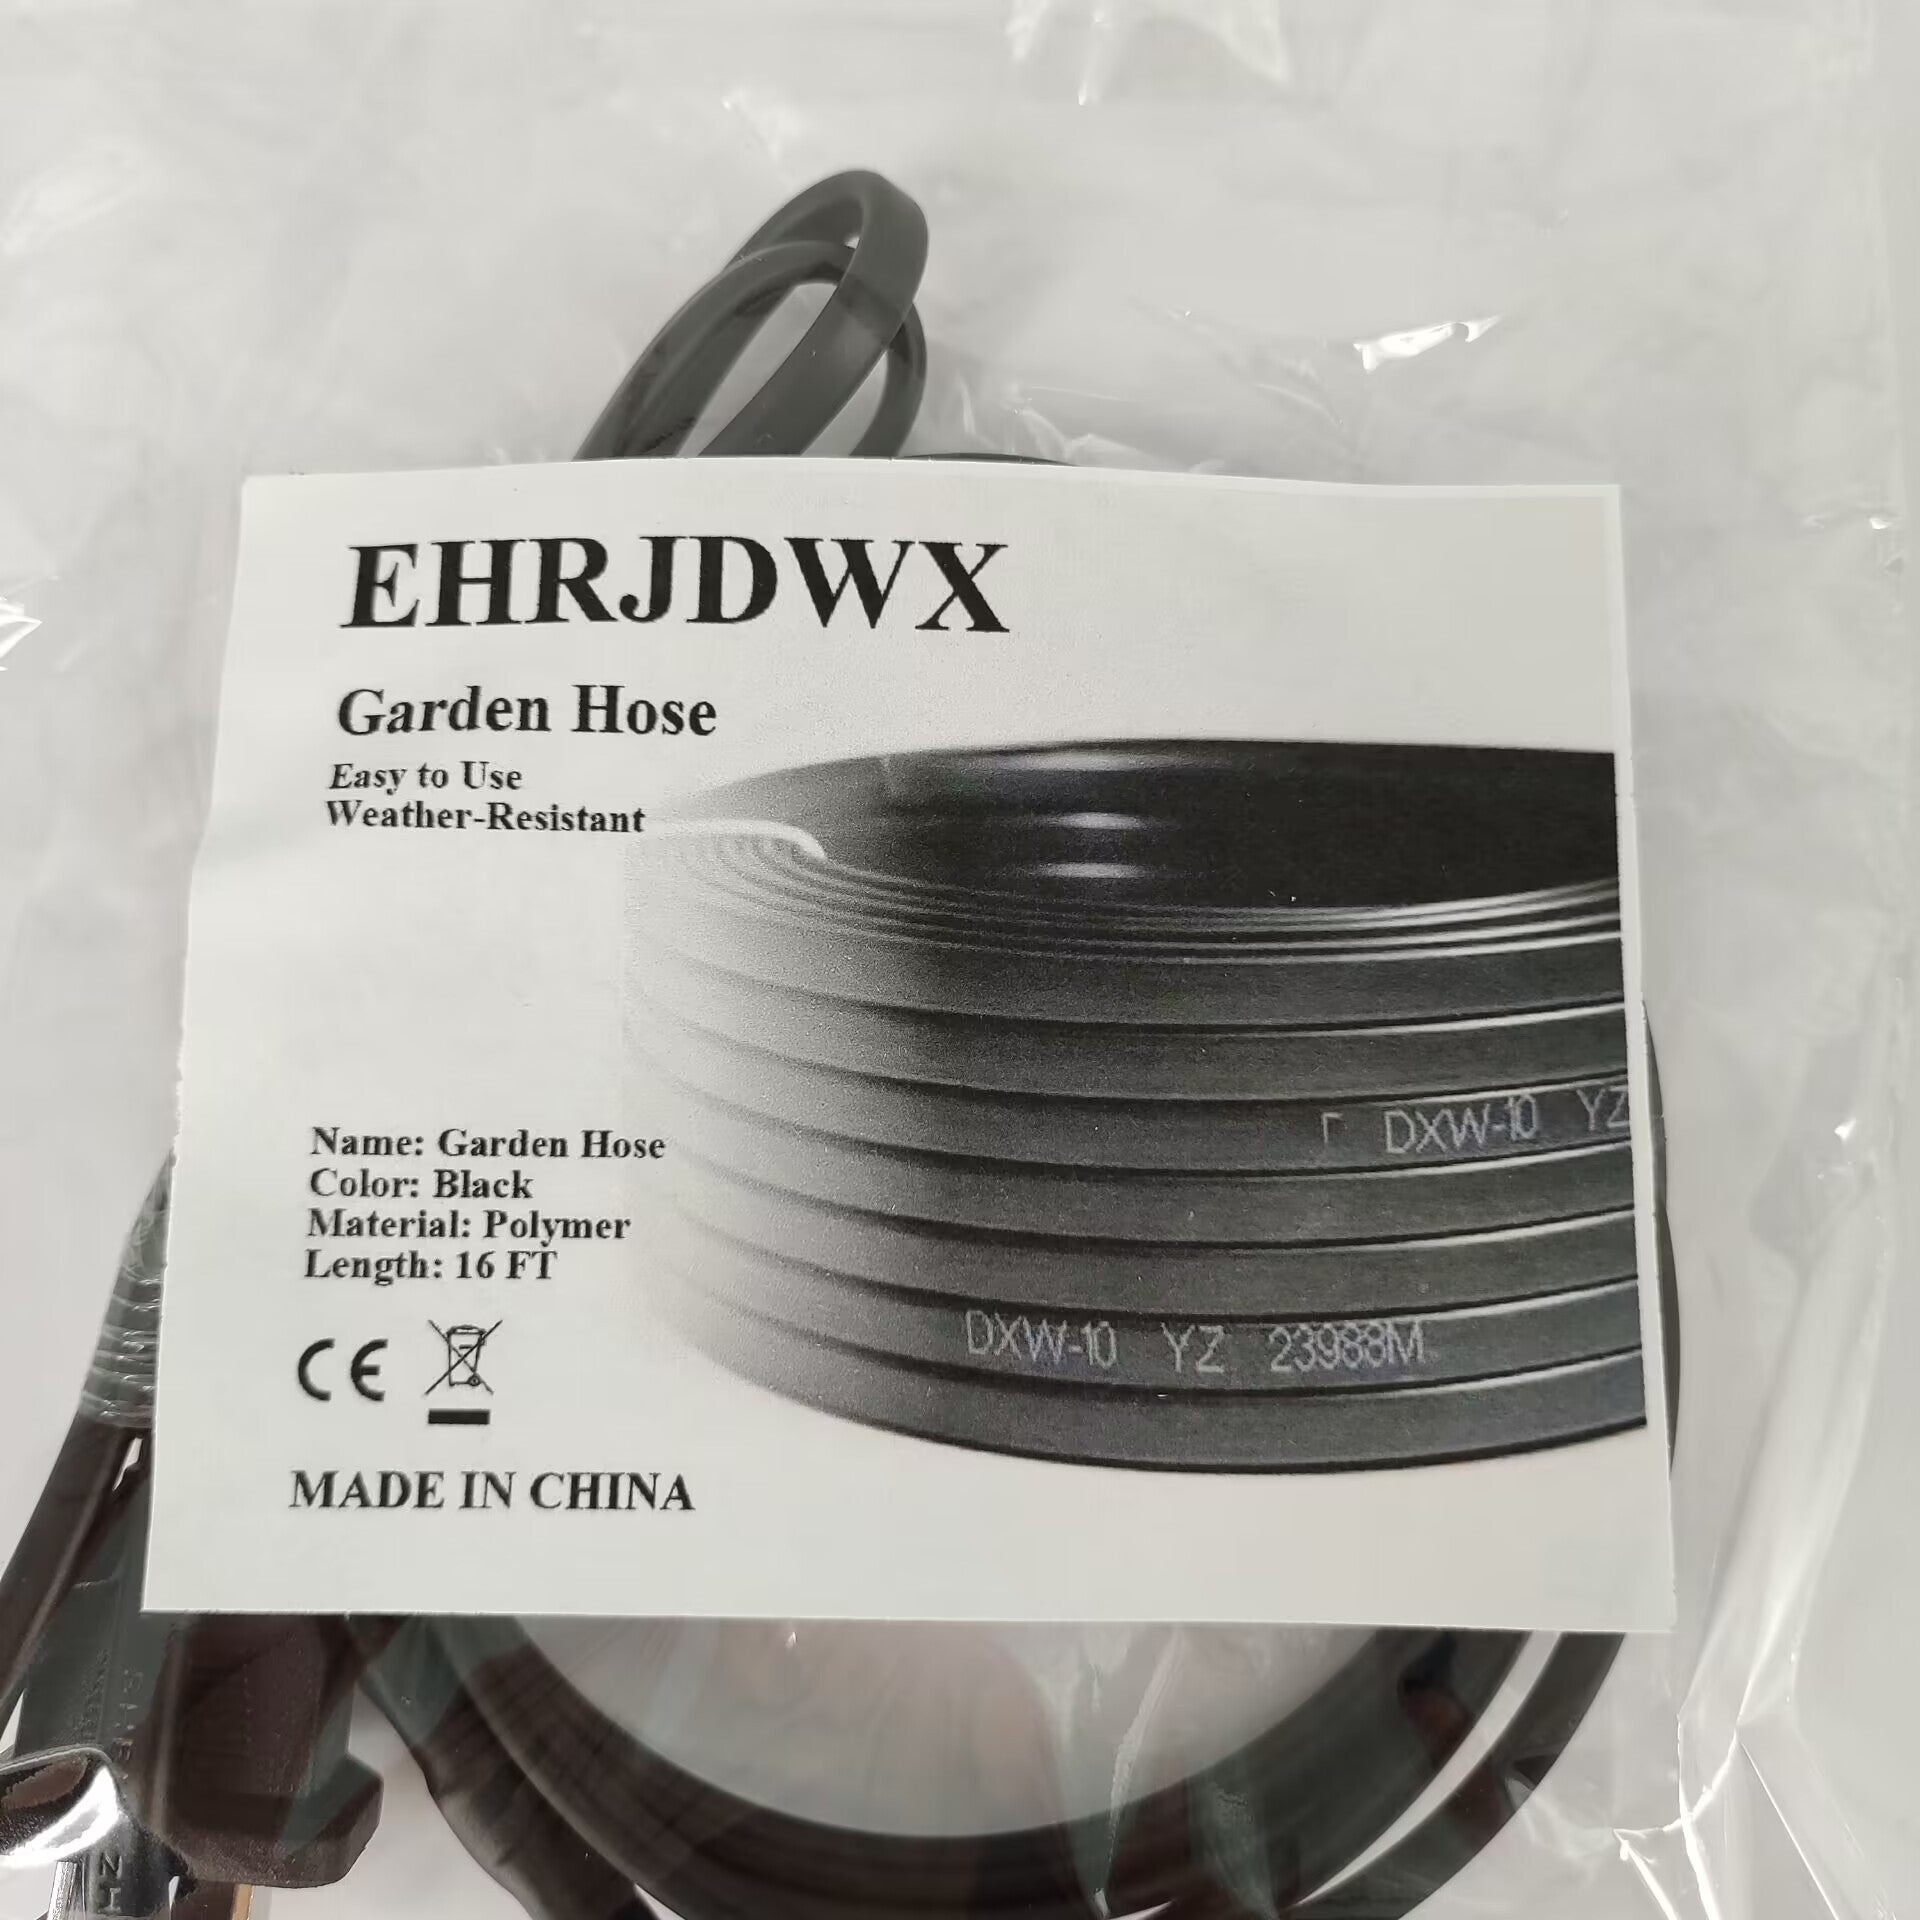 EHRJDWX
Garden Hose
Easy to Use
Weather-Resistant
DXW-10 YZ
Name: Garden Hose
Color: Black
Material: Polymer
Length: 16 FT
DXW-10 YZ 23988M
CE
MADE IN CHINA